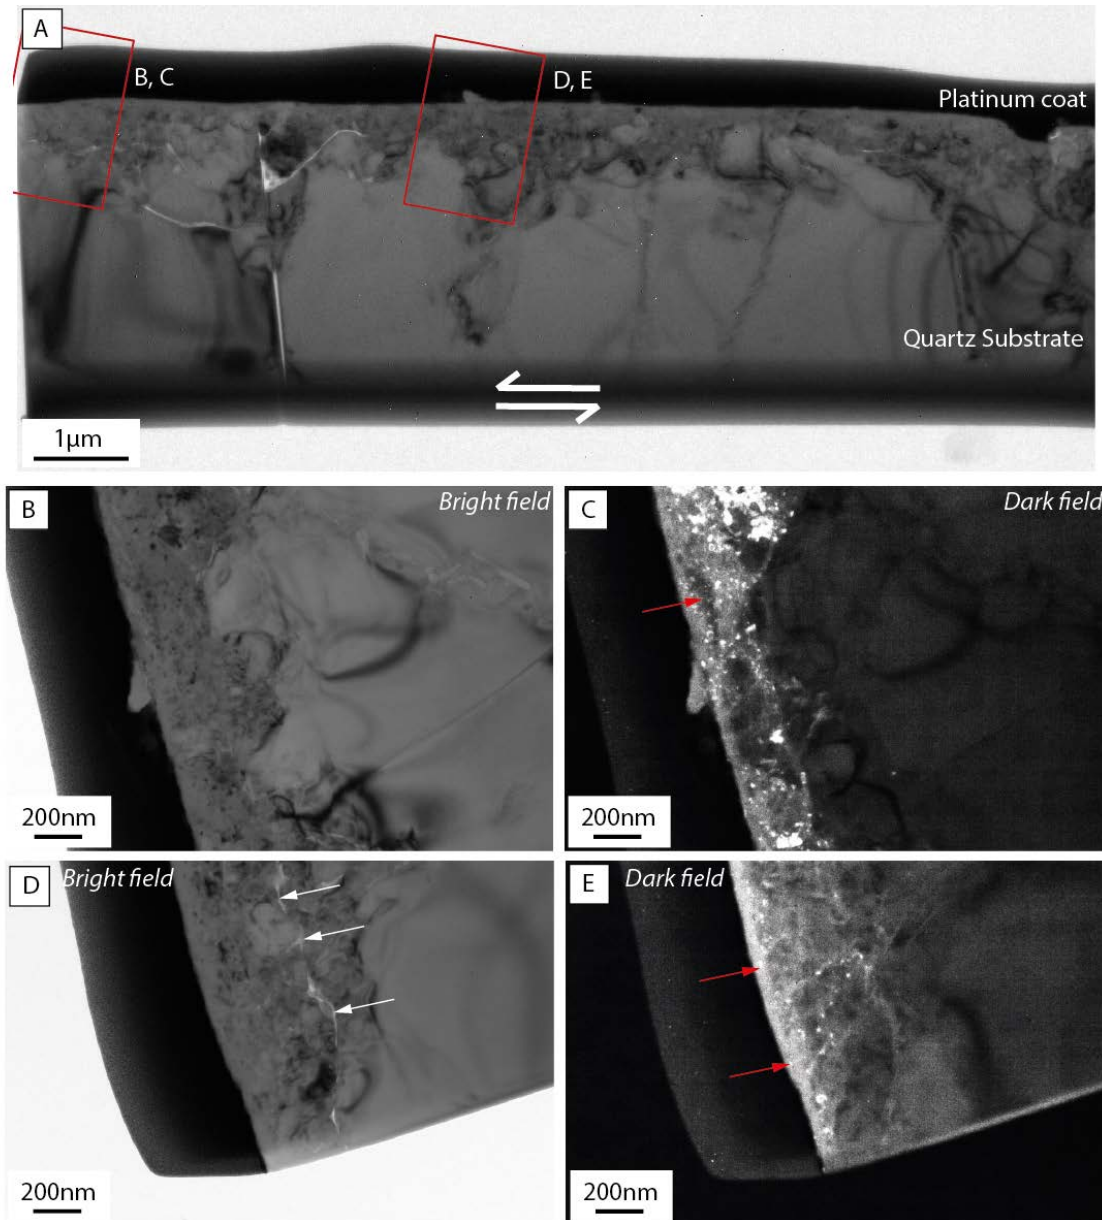 A
B, C
D, E
Platinum coat
Quartz Substrate
1μm
B
Bright field
200nm
C
Dark field
200nm
D
Bright field
200nm
E
Dark field
200nm